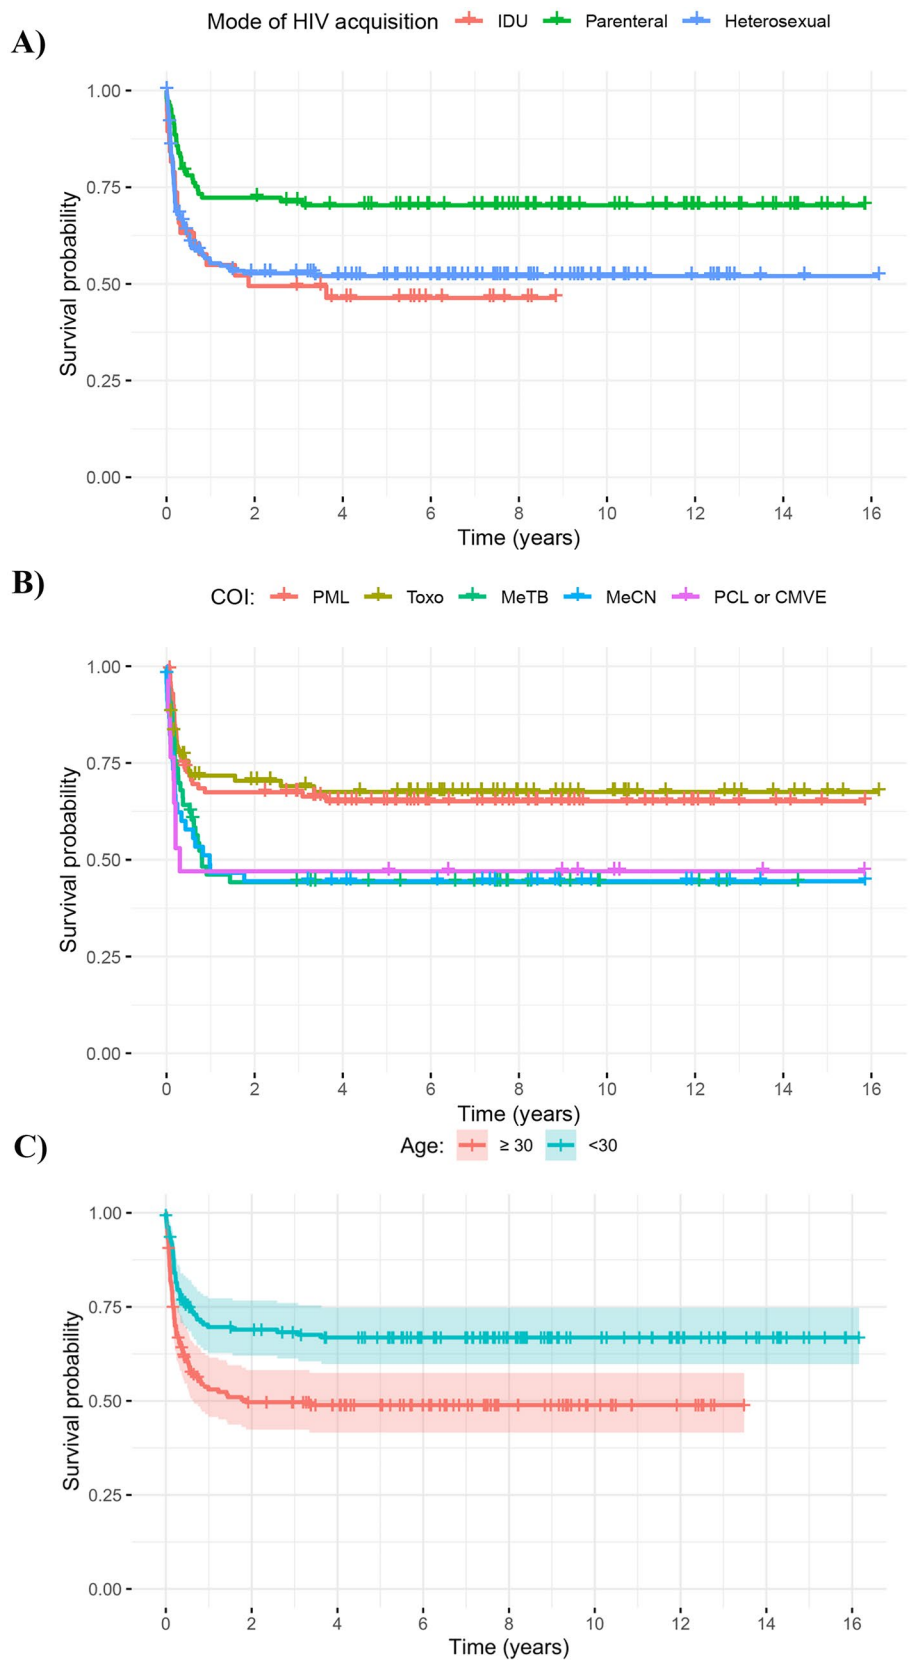 A)
Mode of HIV acquisition IDU Parenteral Heterosexual
1.00
0.75
0.50
0.25
0.00
Survival probability
0 2 4 6 8 10 12 14 16
Time (years)
B)
COI: PML Toxo MeTB MeCN PCL or CMVE
1.00
0.75
0.50
0.25
0.00
Survival probability
0 2 4 6 8 10 12 14 16
Time (years)
C)
Age: ≥ 30 <30
1.00
0.75
0.50
0.25
0.00
Survival probability
0 2 4 6 8 10 12 14 16
Time (years)